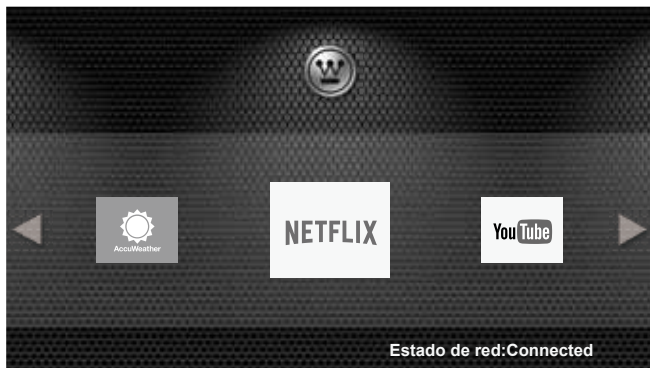 W
AccuWeather
NETFLIX
YouTube
Estado de red:Connected